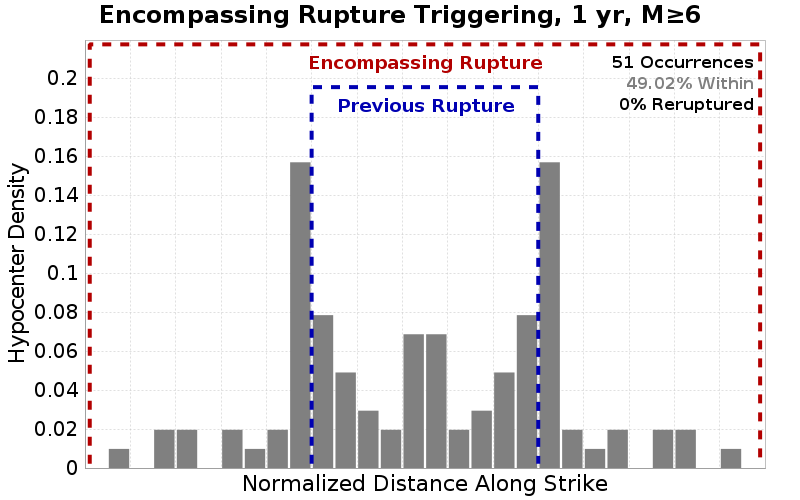 Encompassing Rupture Triggering, 1 yr, M≥6
Encompassing Rupture
51 Occurrences
49.02% Within
0% Reruptured
Previous Rupture
Hypocenter Density
0.2
0.18
0.16
0.14
0.12
0.1
0.08
0.06
0.04
0.02
0
Normalized Distance Along Strike